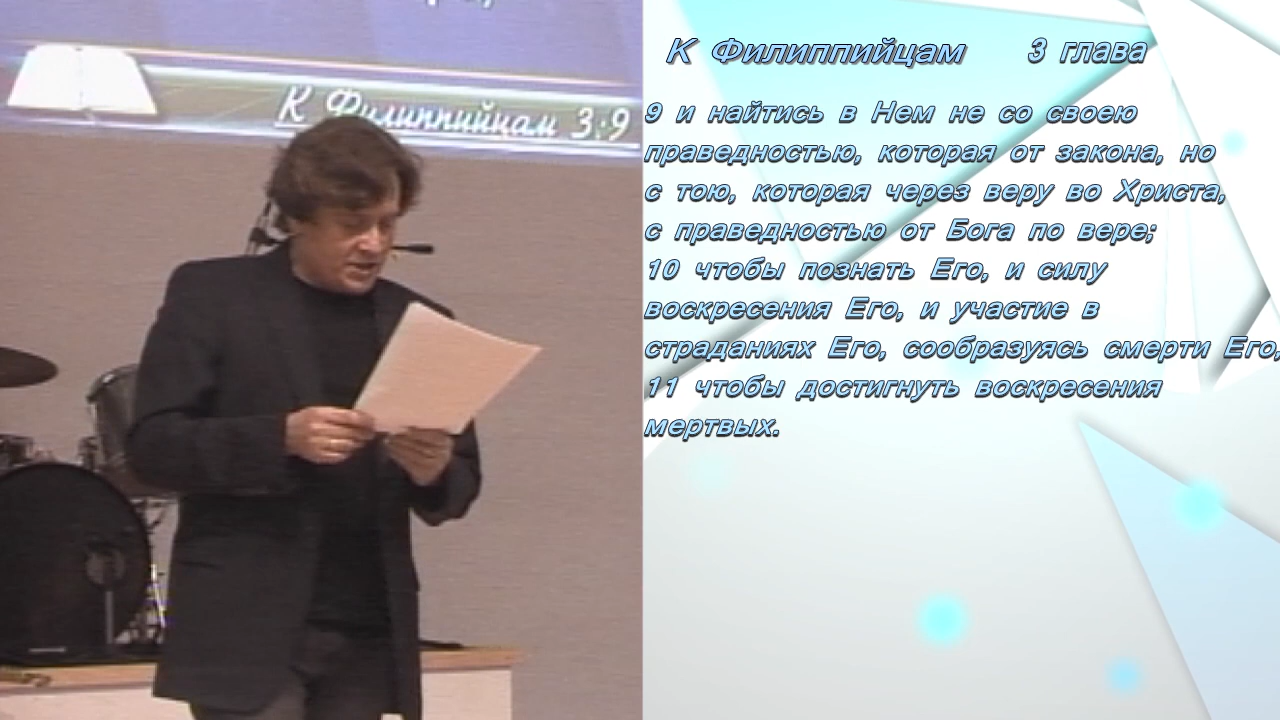 К Филиппийцам 3:9
К Филиппийцам 3 глава
9 и найтись в Нем не со своею
праведностью, которая от закона, но
с тою, которая через веру во Христа,
с праведностью от Бога по вере;
10 чтобы познать Его, и силу
воскресения Его, и участие в
страданиях Его, сообразуясь смерти Его,
11 чтобы достигнуть воскресения
мертвых.